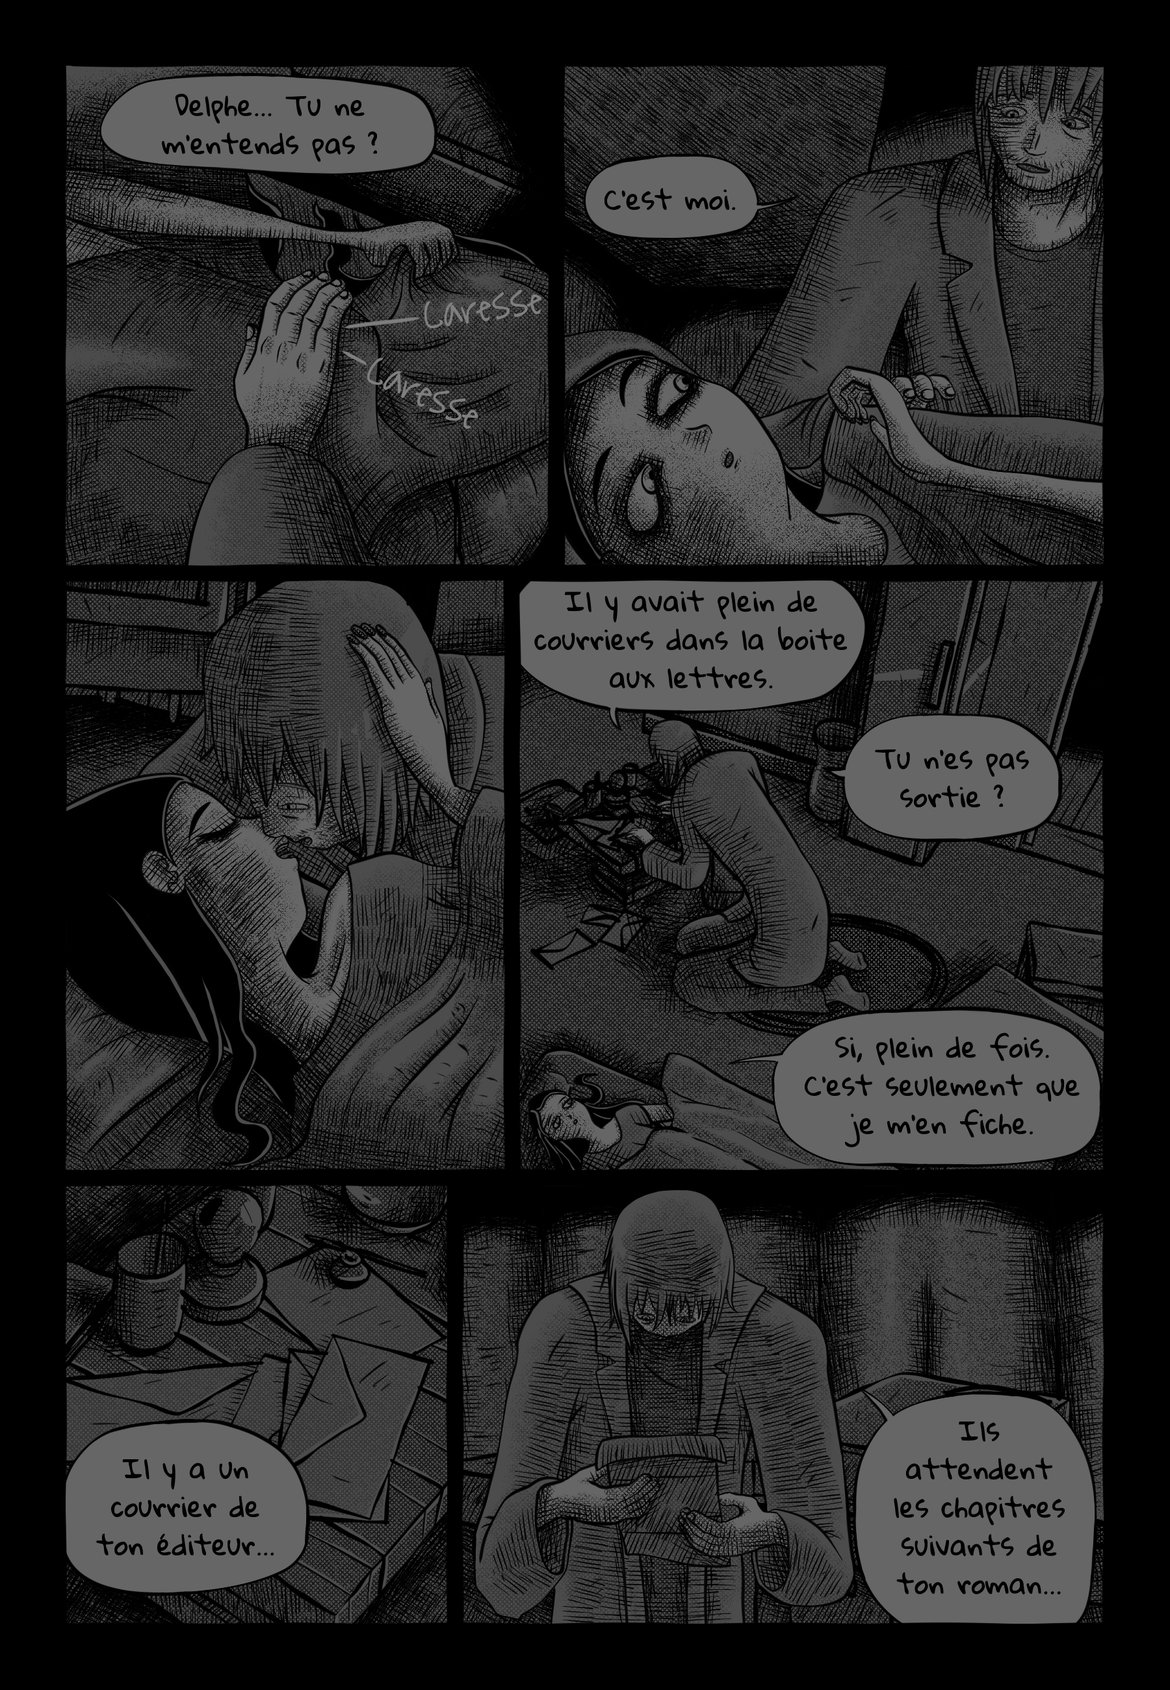 Delphe... Tu ne
m'entends pas ?
Caresse
Caresse
C'est moi.
Il y avait plein de
courriers dans la boite
aux lettres.
Tu n'es pas
sortie ?
Si, plein de fois.
C'est seulement que
je m'en fiche.
Il y a un
courrier de
ton éditeur...
Ils
attendent
les chapitres
suivants de
ton roman...